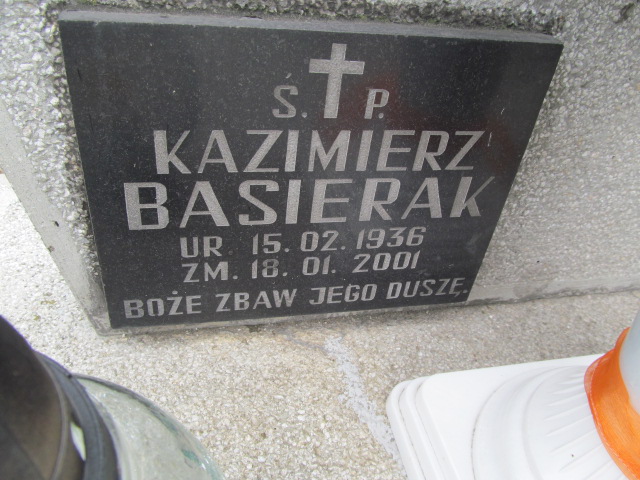 Ś. P.
KAZIMIERZ
BASIERAK
UR. 15. 02. 1936
ZM. 18. 01. 2001
BOŻE ZBAW JEGO DUSZĘ.